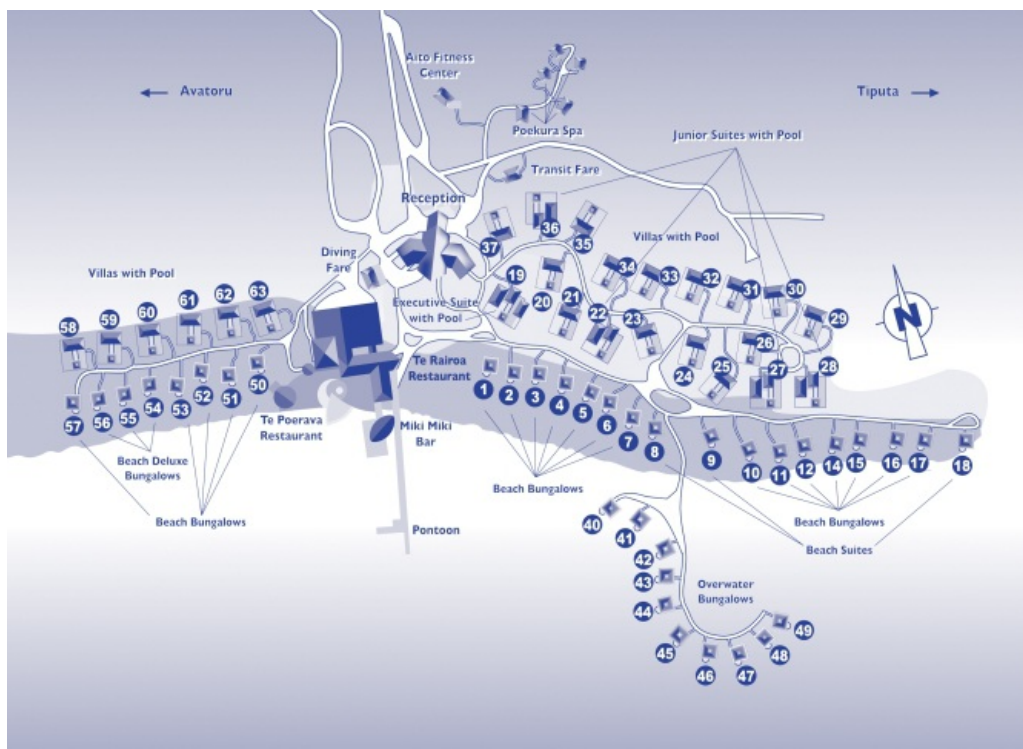 Aito Fitness
Center
Avatoru
Tiputa
Poekura Spa
Junior Suites with Pool
Transit Fare
Reception
36
37
35
Villas with Pool
Diving
Fare
Villas with Pool
19
34
33
32
31
30
20
21
22
23
29
Executive Suite
with Pool
58
59
60
61
62
63
26
24
25
27
28
Te Rairoa
Restaurant
50
51
52
53
54
55
56
57
1
2
3
4
5
6
7
8
Te Poerava
Restaurant
Miki Miki
Bar
9
10
11
12
14
15
16
17
18
Beach Deluxe
Bungalows
Beach Bungalows
Beach Bungalows
Beach Bungalows
Beach Suites
Pontoon
40
41
42
43
44
Overwater
Bungalows
45
46
47
48
49
N